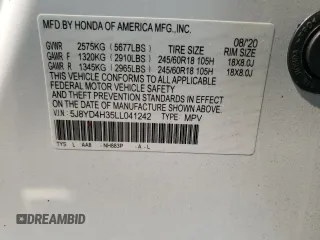 MFD. BY HONDA OF AMERICA MFG.,INC. 08/'20
GVWR 2575KG (5677LBS) TIRE SIZE RIM SIZE
GAWR F 1320KG (2910LBS) 245/60R18 105H 18X8.0J
GAWR R 1345KG (2965LBS) 245/60R18 105H 18X8.0J
THIS VEHICLE CONFORMS TO ALL APPLICABLE
FEDERAL MOTOR VEHICLE SAFETY
AND THEFT PREVENTION STANDARDS IN EFFECT
ON THE DATE OF MANUFACTURE SHOWN ABOVE.
V.I.N: 5J8YD4H35LL041242 TYPE: MPV
TYS L AA8 NH883P A - L
DREAMBID